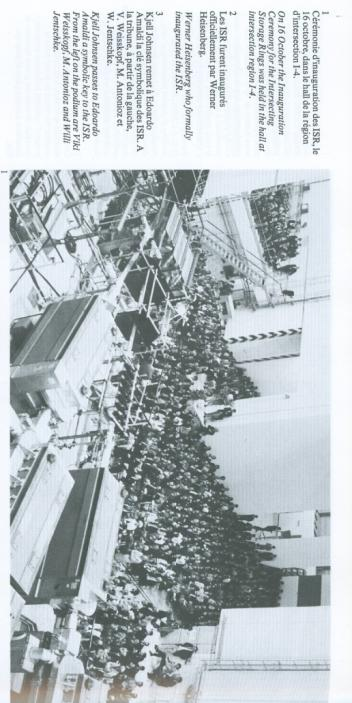 1
Cérémonie d'inauguration des ISR, le
16 octobre, dans le hall de la région
d'intersection I-4.
On 16 October the Inauguration
Ceremony for the Intersecting
Storage Rings was held in the hall at
Intersection region I-4.
2
Les ISR furent inaugurés
officiellement par Werner
Heisenberg.
Werner Heisenberg who formally
inaugurated the ISR.
3
Kjell Johnsen remet à Edoardo
Amaldi la clé symbolique des ISR. A
la tribune, à partir de la gauche,
V. Weisskopf, M. Antonioz et
W. Jentschke.
Kjell Johnsen passes to Edoardo
Amaldi a symbolic key to the ISR.
From the left on the podium are Viki
Weisskopf, M. Antonioz and Willi
Jentschke.
1